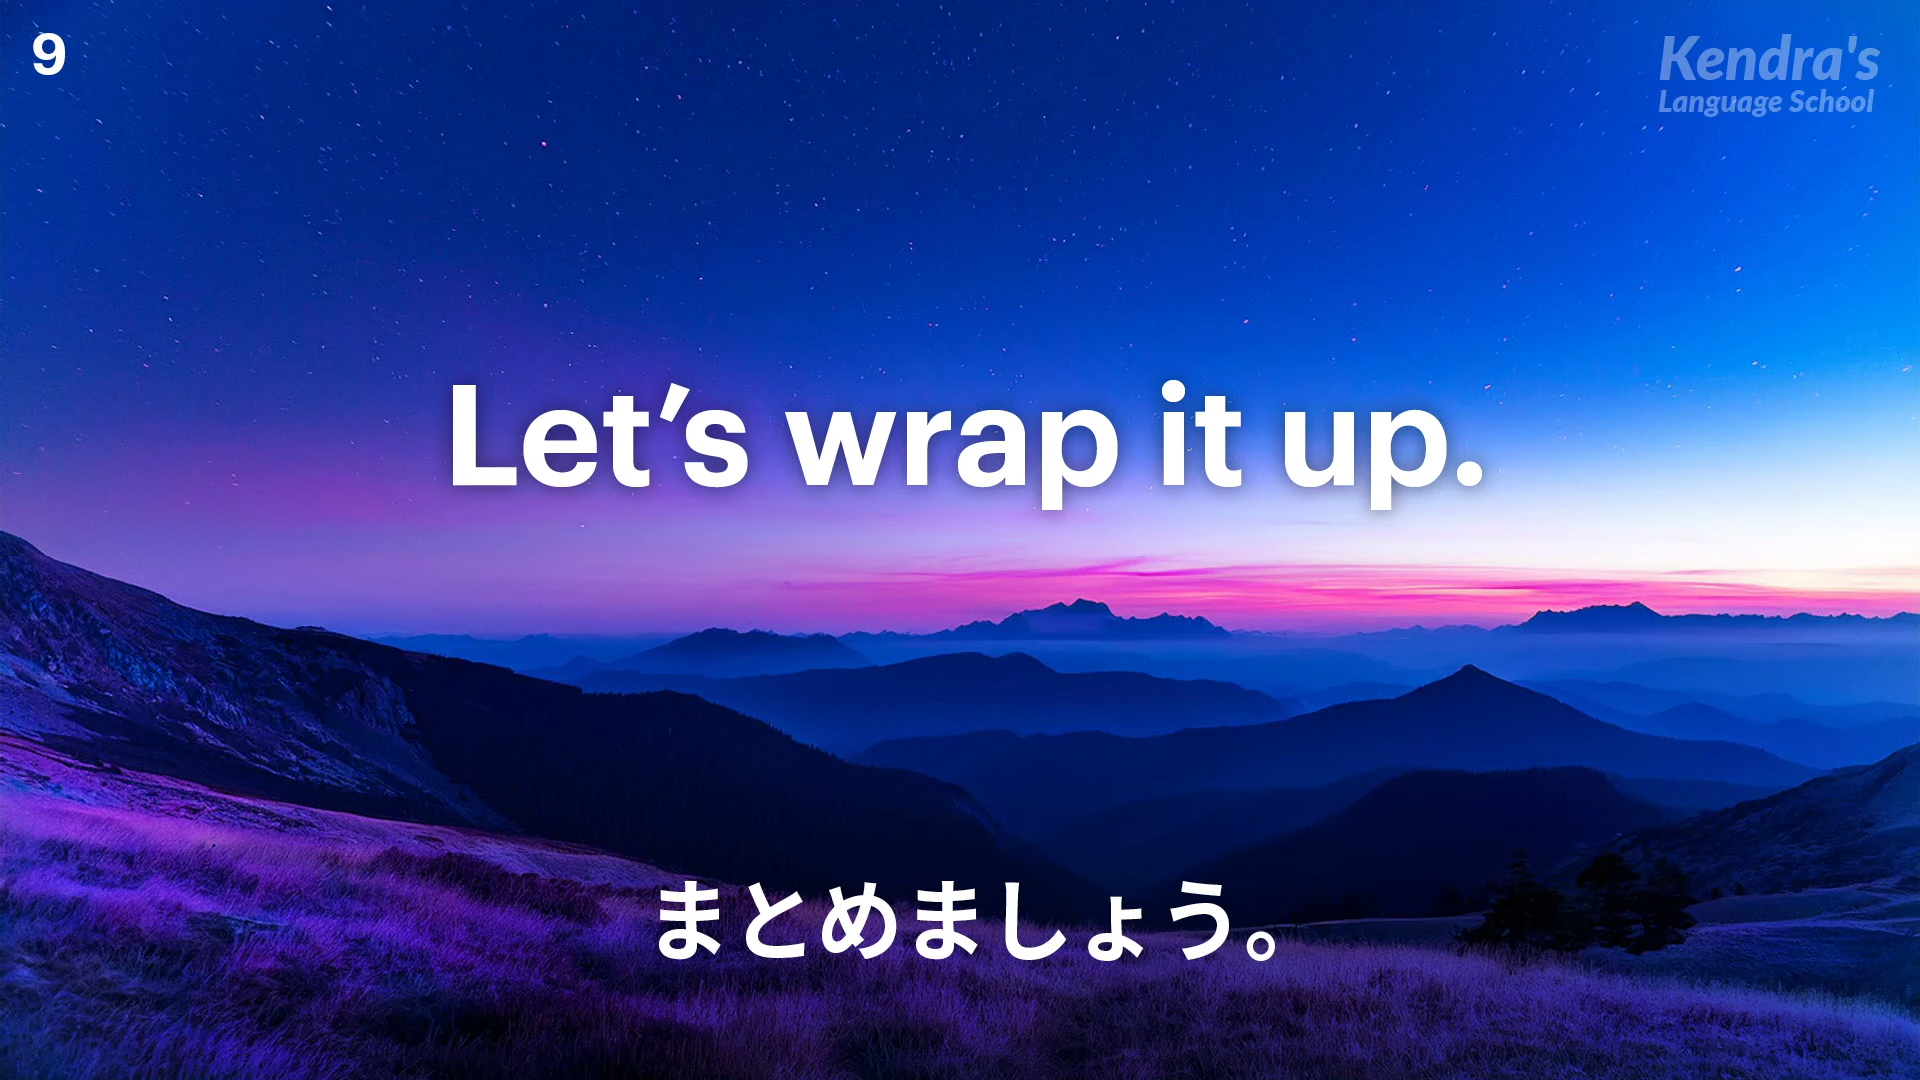 9
Kendra's
Language School
Let’s wrap it up.
まとめましょう。